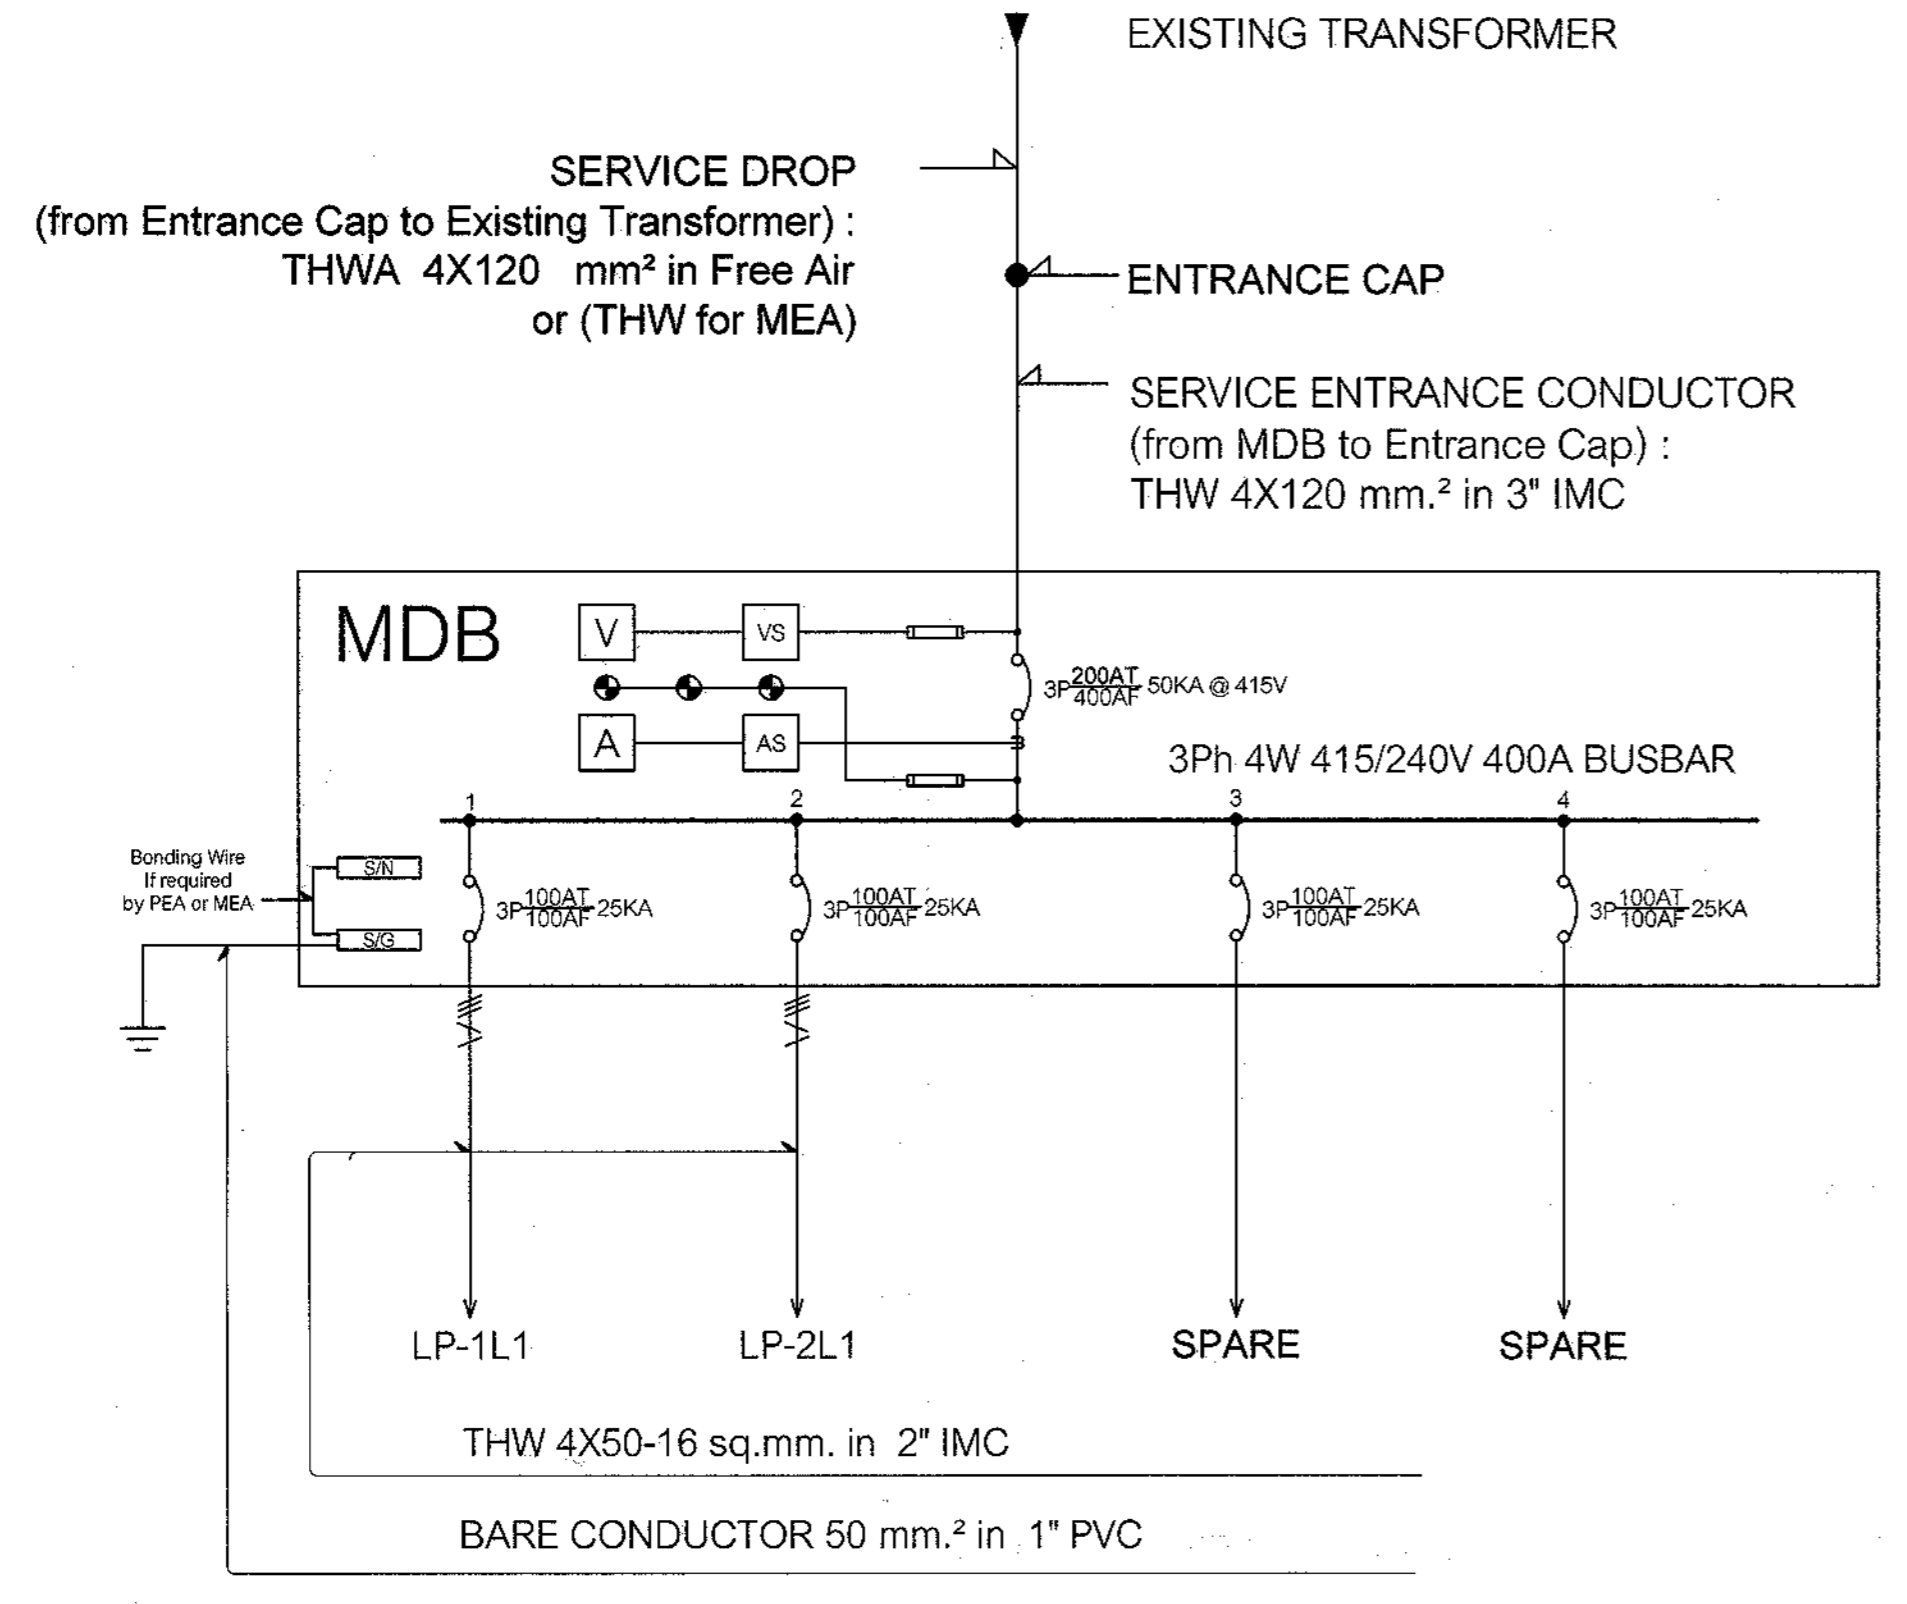 EXISTING TRANSFORMER
SERVICE DROP
(from Entrance Cap to Existing Transformer) :
THWA 4X120 mm² in Free Air
or (THW for MEA)
ENTRANCE CAP
SERVICE ENTRANCE CONDUCTOR
(from MDB to Entrance Cap) :
THW 4X120 mm.² in 3" IMC
MDB
V
VS
3P 200AT/400AF 50KA @ 415V
A
AS
3Ph 4W 415/240V 400A BUSBAR
1
2
3
4
Bonding Wire
If required
by PEA or MEA
S/N
S/G
3P 100AT/100AF 25KA
3P 100AT/100AF 25KA
3P 100AT/100AF 25KA
3P 100AT/100AF 25KA
LP-1L1
LP-2L1
SPARE
SPARE
THW 4X50-16 sq.mm. in 2" IMC
BARE CONDUCTOR 50 mm.² in 1" PVC